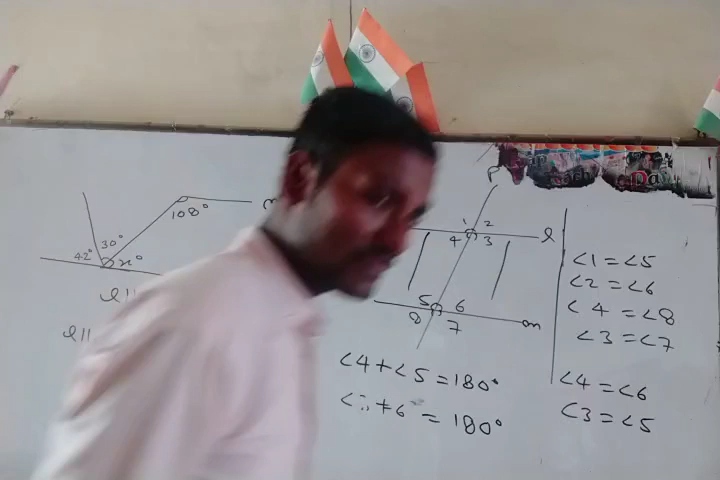 108°
30°
42°
x°
l ||
l ||
P
1 2
4 3
l
5 6
8 7
m
∠4+∠5=180°
+6 = 180°
∠1=∠5
∠2=∠6
∠4=∠8
∠3=∠7
∠4=∠6
∠3=∠5